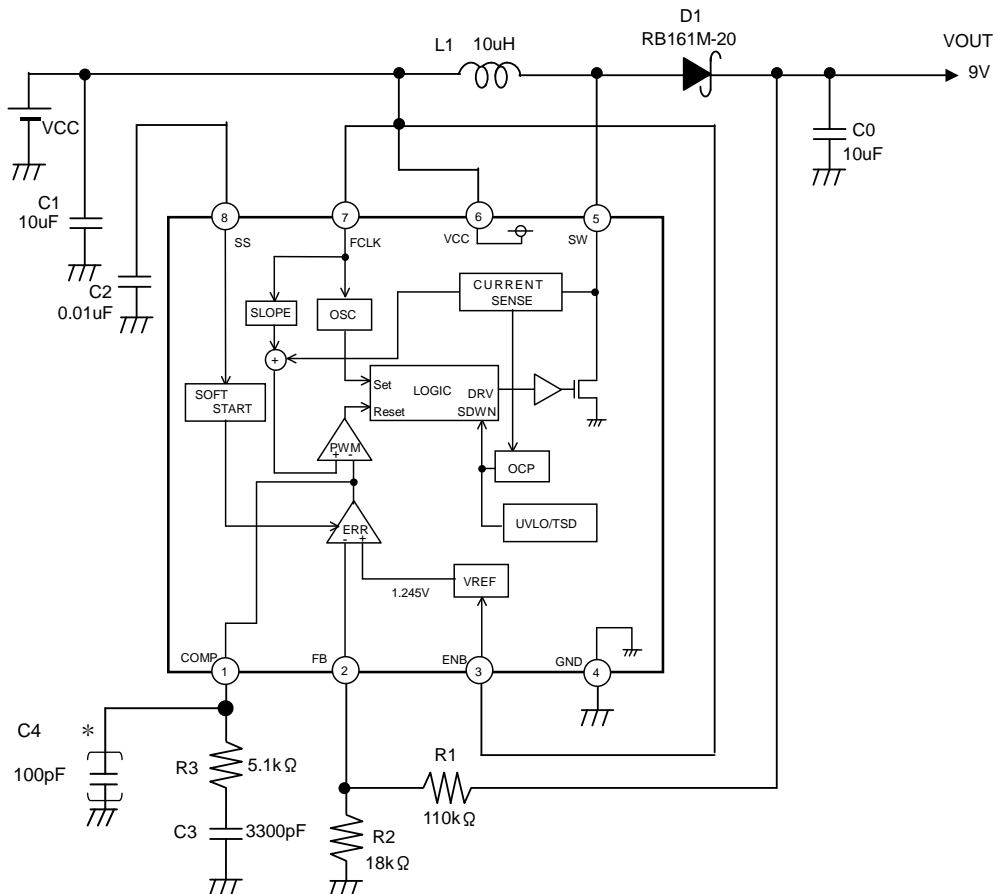 D1
RB161M-20
L1 10uH
VOUT
9V
VCC
C0
10uF
C1
10uF
C2
0.01uF
8
7
6
5
SS
FCLK
VCC
SW
CURRENT
SENSE
SLOPE
OSC
+
Set
LOGIC
DRV
Reset
SDWN
SOFT
START
PWM
+ -
OCP
UVLO/TSD
ERR
- +
1.245V
VREF
COMP
FB
ENB
GND
1
2
3
4
C4 *
100pF
R3 5.1kΩ
C3 3300pF
R1
110kΩ
R2
18kΩ